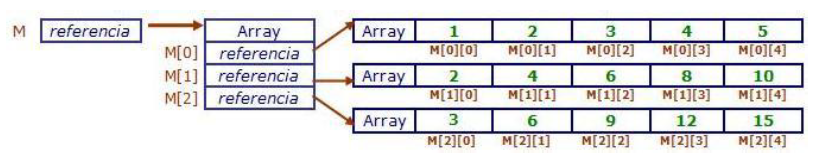 M referencia Array Array 1 2 3 4 5
M[0] referencia M[0][0] M[0][1] M[0][2] M[0][3] M[0][4]
M[1] referencia Array 2 4 6 8 10
M[2] referencia M[1][0] M[1][1] M[1][2] M[1][3] M[1][4]
Array 3 6 9 12 15
M[2][0] M[2][1] M[2][2] M[2][3] M[2][4]